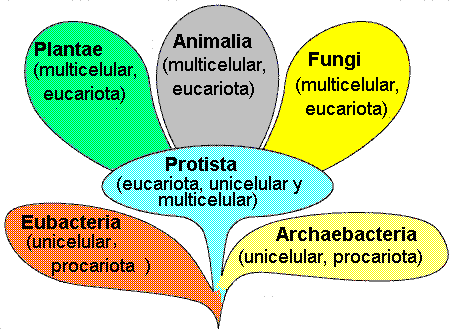 Plantae
(multicelular,
eucariota)
Animalia
(multicelular,
eucariota)
Fungi
(multicelular,
eucariota)
Protista
(eucariota, unicelular y
multicelular)
Eubacteria
(unicelular,
procariota )
Archaebacteria
(unicelular, procariota)